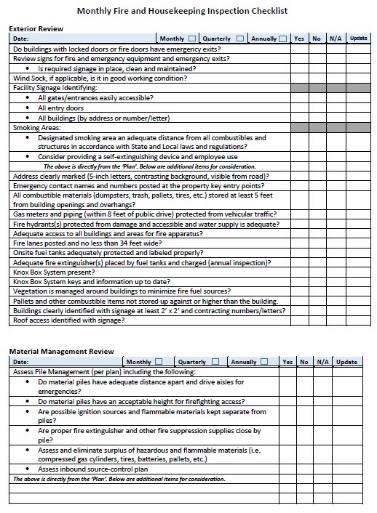 Monthly Fire and Housekeeping Inspection Checklist
Exterior Review
Date: Monthly Quarterly Annually Yes No N/A Update
Do buildings with locked doors or fire doors have emergency exits?
Review signs for fire and emergency equipment and emergency exits?
• Is required signage in place, clean and maintained?
Wind Sock, if applicable, is it in good working condition?
Facility Signage Identifying:
• All gates/entrances easily accessible?
• All entry doors
• All buildings (by address or number/letter)
Smoking Areas:
• Designated smoking area an adequate distance from all combustibles and
structures in accordance with State and Local laws and regulations?
• Consider providing a self-extinguishing device and employee use
The above is directly from the 'Plan'. Below are additional items for consideration.
Address clearly marked (5-inch letters, contrasting background, visible from road)?
Emergency contact names and numbers posted at the property key entry points?
All combustible materials (dumpsters, trash, pallets, tires, etc.) stored at least 5 feet
from building openings and overhangs?
Gas meters and piping (within 8 feet of public drive) protected from vehicular traffic?
Fire hydrants(s) protected from damage and accessible and water supply is adequate?
Adequate access to all buildings and areas for fire apparatus?
Fire lanes posted and no less than 34 feet wide?
Onsite fuel tanks adequately protected and labeled properly?
Adequate fire extinguisher(s) placed by fuel tanks and charged (annual inspection)?
Knox Box System present?
Knox Box System keys and information up to date?
Vegetation is managed around buildings to minimize fire fuel sources?
Pallets and other combustible items not stored up against or higher than the building.
Buildings clearly identified with signage at least 2' x 2' and contracting numbers/letters?
Roof access identified with signage?
Material Management Review
Date: Monthly Quarterly Annually Yes No N/A Update
Assess Pile Management (per plan) including the following:
• Do material piles have adequate distance apart and drive aisles for
emergencies?
• Do material piles have an acceptable height for firefighting access?
• Are possible ignition sources and flammable materials kept separate from
piles?
• Are proper fire extinguisher and other fire suppression supplies close by
pile?
• Assess and eliminate surplus of hazardous and flammable materials (i.e.
compressed gas cylinders, tires, batteries, pallets, etc.)
• Assess inbound source-control plan
The above is directly from the 'Plan'. Below are additional items for consideration.